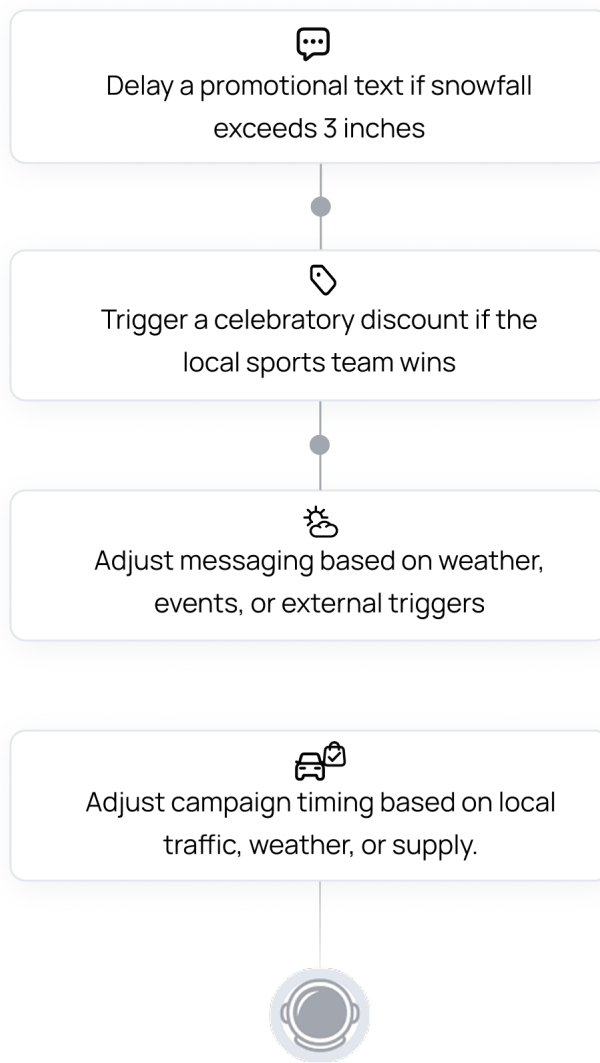 Delay a promotional text if snowfall
exceeds 3 inches
Trigger a celebratory discount if the
local sports team wins
Adjust messaging based on weather,
events, or external triggers
Adjust campaign timing based on local
traffic, weather, or supply.